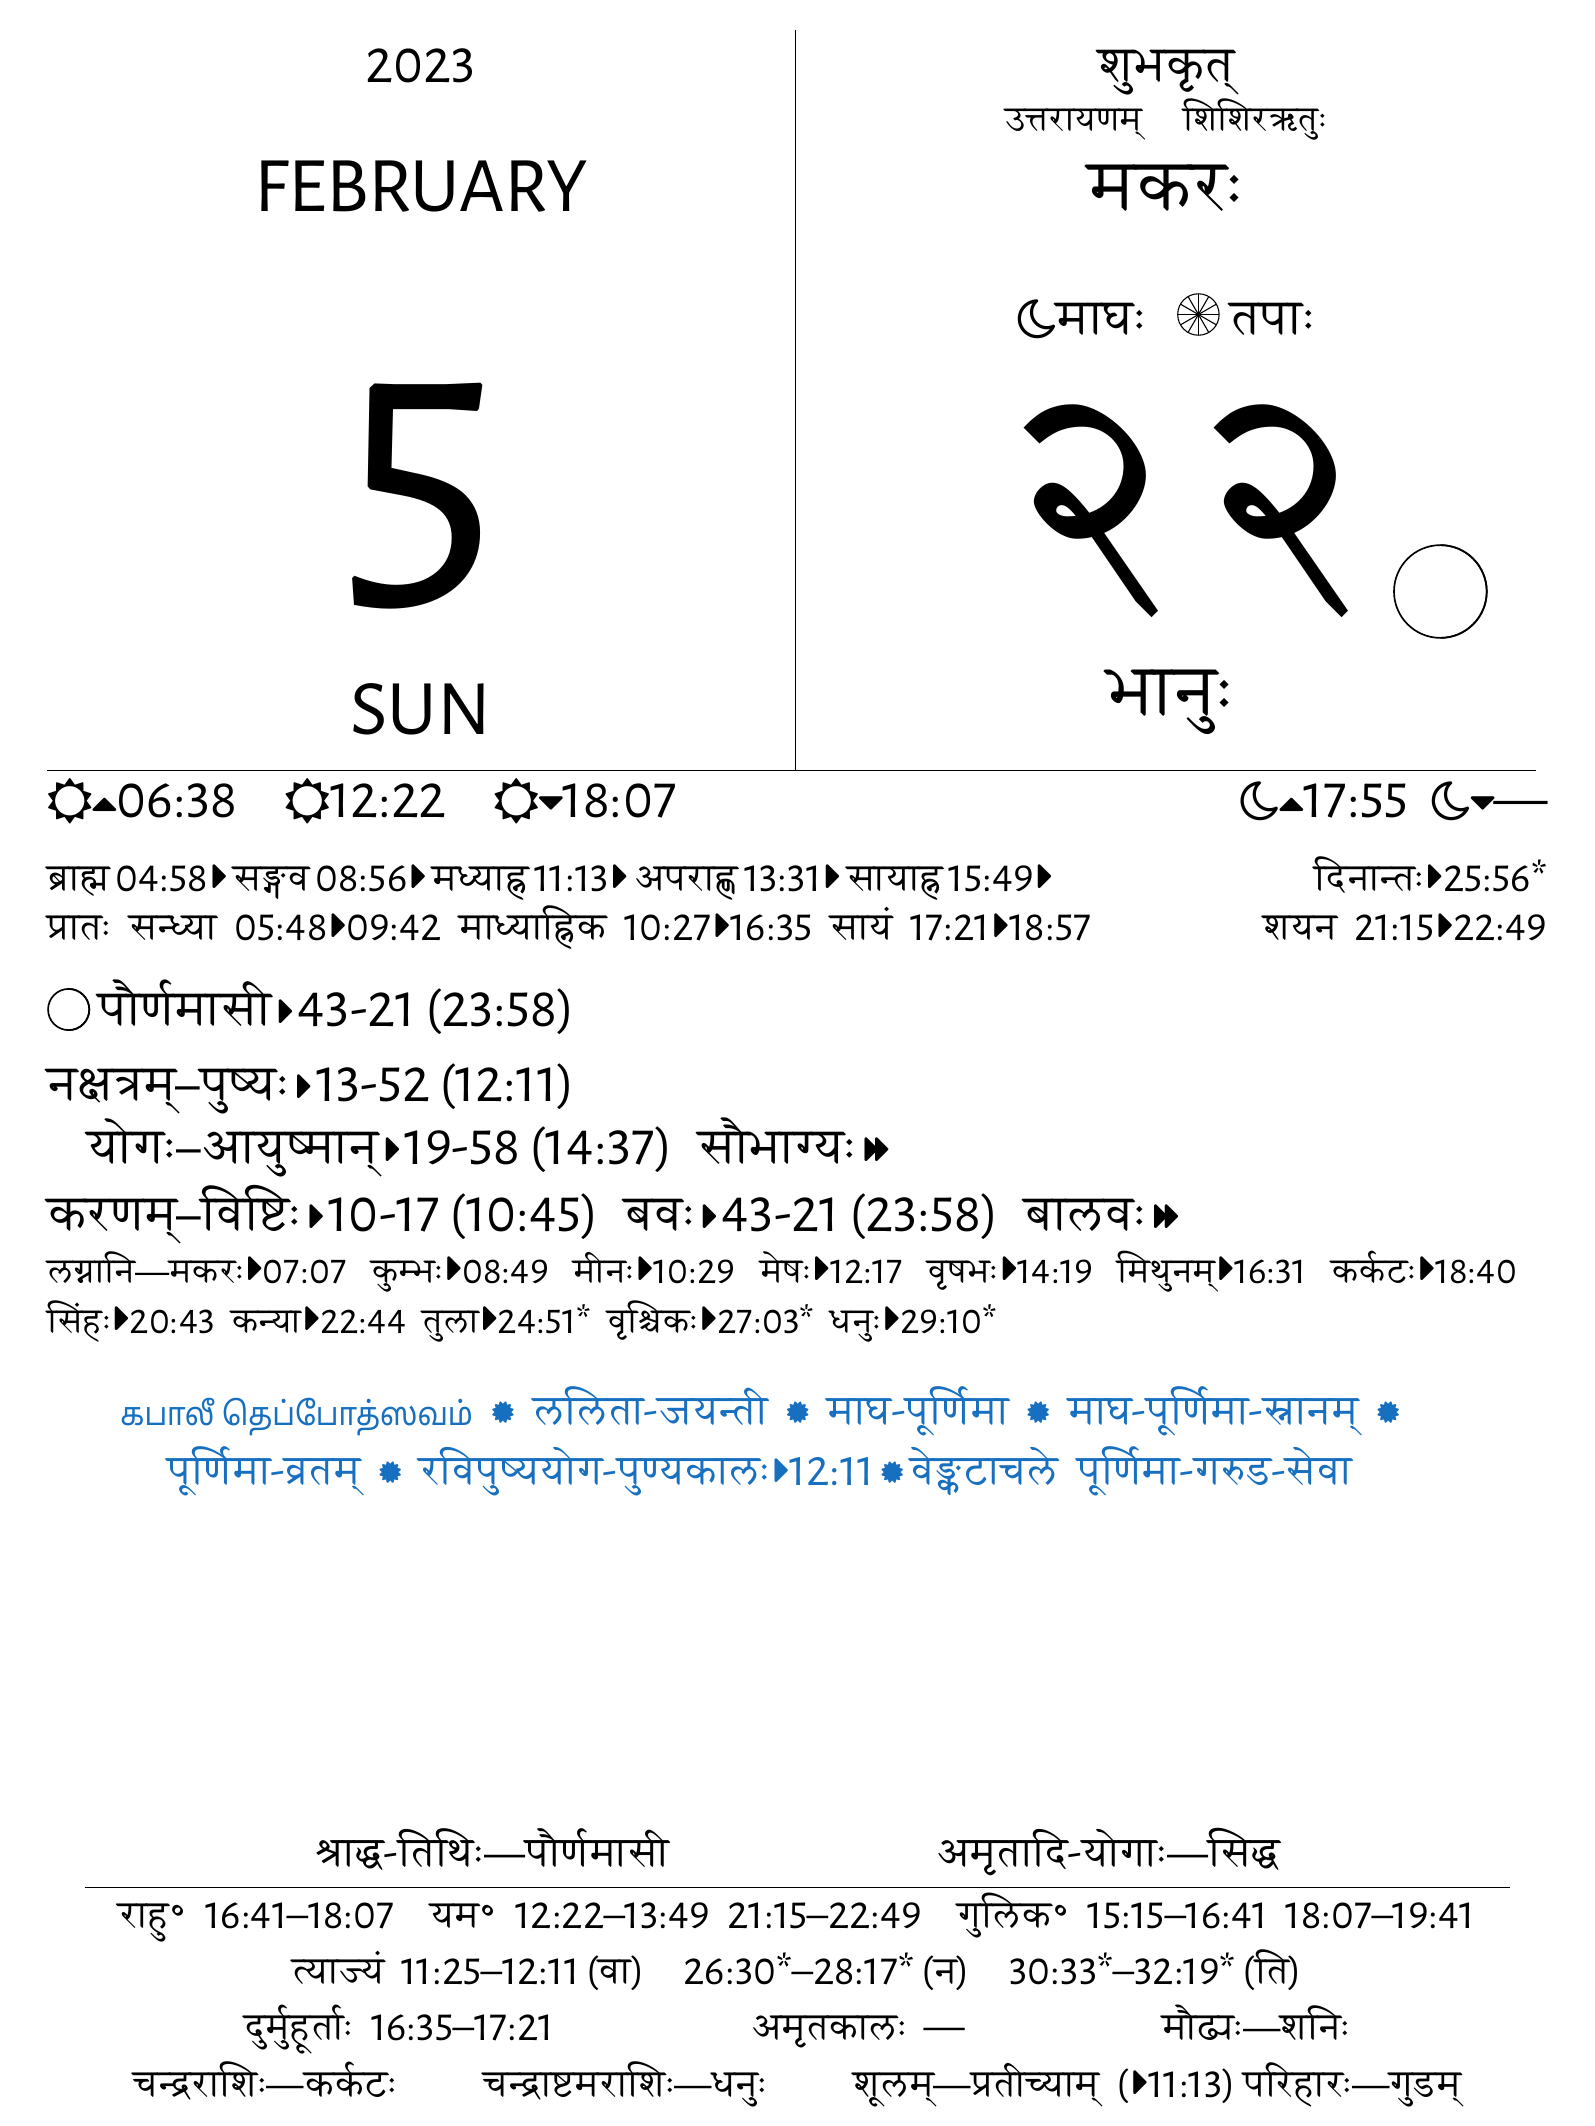 2023
FEBRUARY
5
SUN
शुभकृत्
उत्तरायणम् शिशिरऋतुः
मकरः
माघः तपाः
२२
भानुः
06:38 12:22 18:07 17:55 —
ब्राह्म 04:58 सङ्गव 08:56 मध्याह्न 11:13 अपराह्ण 13:31 सायाह्न 15:49 दिनान्तः 25:56*
प्रातः सन्ध्या 05:48 09:42 माध्याह्निक 10:27 16:35 सायं 17:21 18:57 शयन 21:15 22:49
पौर्णमासी 43-21 (23:58)
नक्षत्रम्–पुष्यः 13-52 (12:11)
योगः–आयुष्मान् 19-58 (14:37) सौभाग्यः
करणम्–विष्टिः 10-17 (10:45) बवः 43-21 (23:58) बालवः
लग्नानि—मकरः 07:07 कुम्भः 08:49 मीनः 10:29 मेषः 12:17 वृषभः 14:19 मिथुनम् 16:31 कर्कटः 18:40
सिंहः 20:43 कन्या 22:44 तुला 24:51* वृश्चिकः 27:03* धनुः 29:10*
கபாலீ தெப்போத்ஸவம் ✹ ललिता-जयन्ती ✹ माघ-पूर्णिमा ✹ माघ-पूर्णिमा-स्नानम् ✹
पूर्णिमा-व्रतम् ✹ रविपुष्ययोग-पुण्यकालः 12:11 ✹ वेङ्कटाचले पूर्णिमा-गरुड-सेवा
श्राद्ध-तिथिः—पौर्णमासी अमृतादि-योगाः—सिद्ध
राहु॰ 16:41–18:07 यम॰ 12:22–13:49 21:15–22:49 गुलिक॰ 15:15–16:41 18:07–19:41
त्याज्यं 11:25–12:11 (वा) 26:30*–28:17* (न) 30:33*–32:19* (ति)
दुर्मुहूर्ताः 16:35–17:21 अमृतकालः — मौढ्यः—शनिः
चन्द्रराशिः—कर्कटः चन्द्राष्टमराशिः—धनुः शूलम्—प्रतीच्याम् (11:13) परिहारः—गुडम्